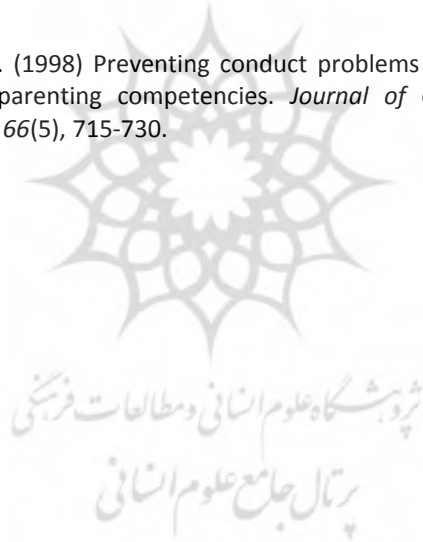 . (1998) Preventing conduct problems
parenting competencies. Journal of
66(5), 715-730.
پژوهشگاه علوم انسانی و مطالعات فرهنگی
پرتال جامع علوم انسانی